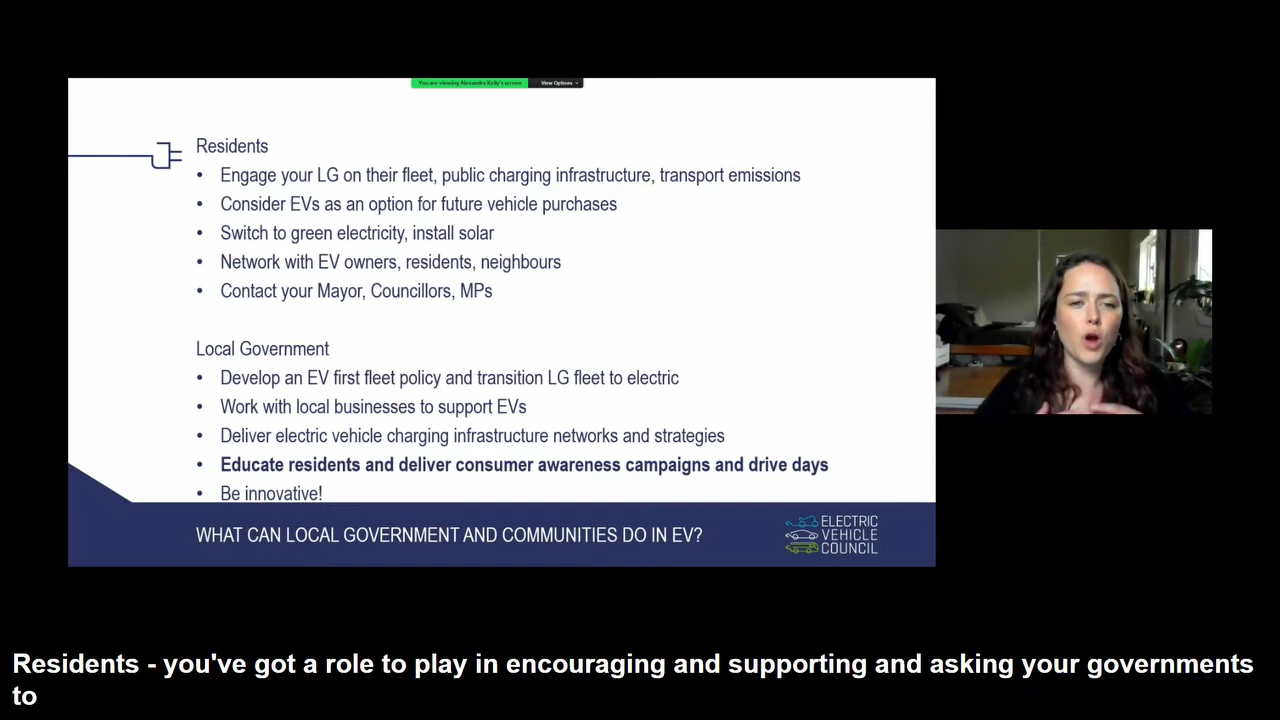 You are viewing Alexandra Kelly's screen
View Options
Residents
• Engage your LG on their fleet, public charging infrastructure, transport emissions
• Consider EVs as an option for future vehicle purchases
• Switch to green electricity, install solar
• Network with EV owners, residents, neighbours
• Contact your Mayor, Councillors, MPs
Local Government
• Develop an EV first fleet policy and transition LG fleet to electric
• Work with local businesses to support EVs
• Deliver electric vehicle charging infrastructure networks and strategies
• Educate residents and deliver consumer awareness campaigns and drive days
• Be innovative!
WHAT CAN LOCAL GOVERNMENT AND COMMUNITIES DO IN EV?
ELECTRIC
VEHICLE
COUNCIL
Residents - you've got a role to play in encouraging and supporting and asking your governments
to